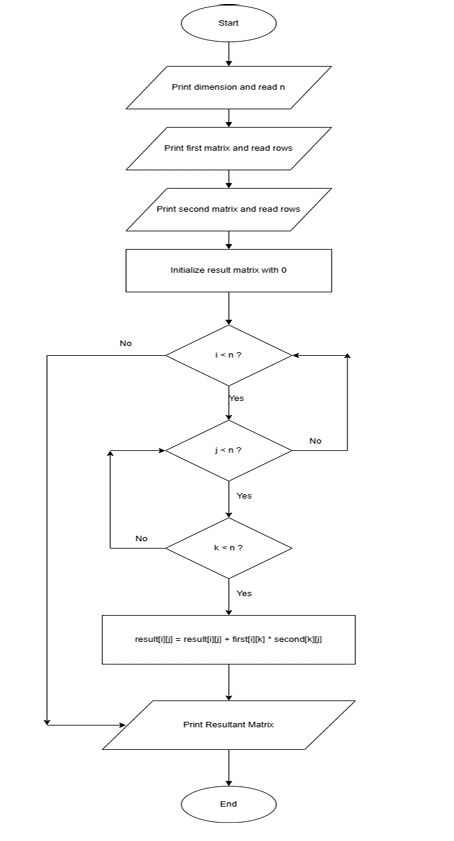 Start
Print dimension and read n
Print first matrix and read rows
Print second matrix and read rows
Initialize result matrix with 0
No
i < n ?
Yes
j < n ?
No
Yes
No
k < n ?
Yes
result[i][j] = result[i][j] + first[i][k] * second[k][j]
Print Resultant Matrix
End